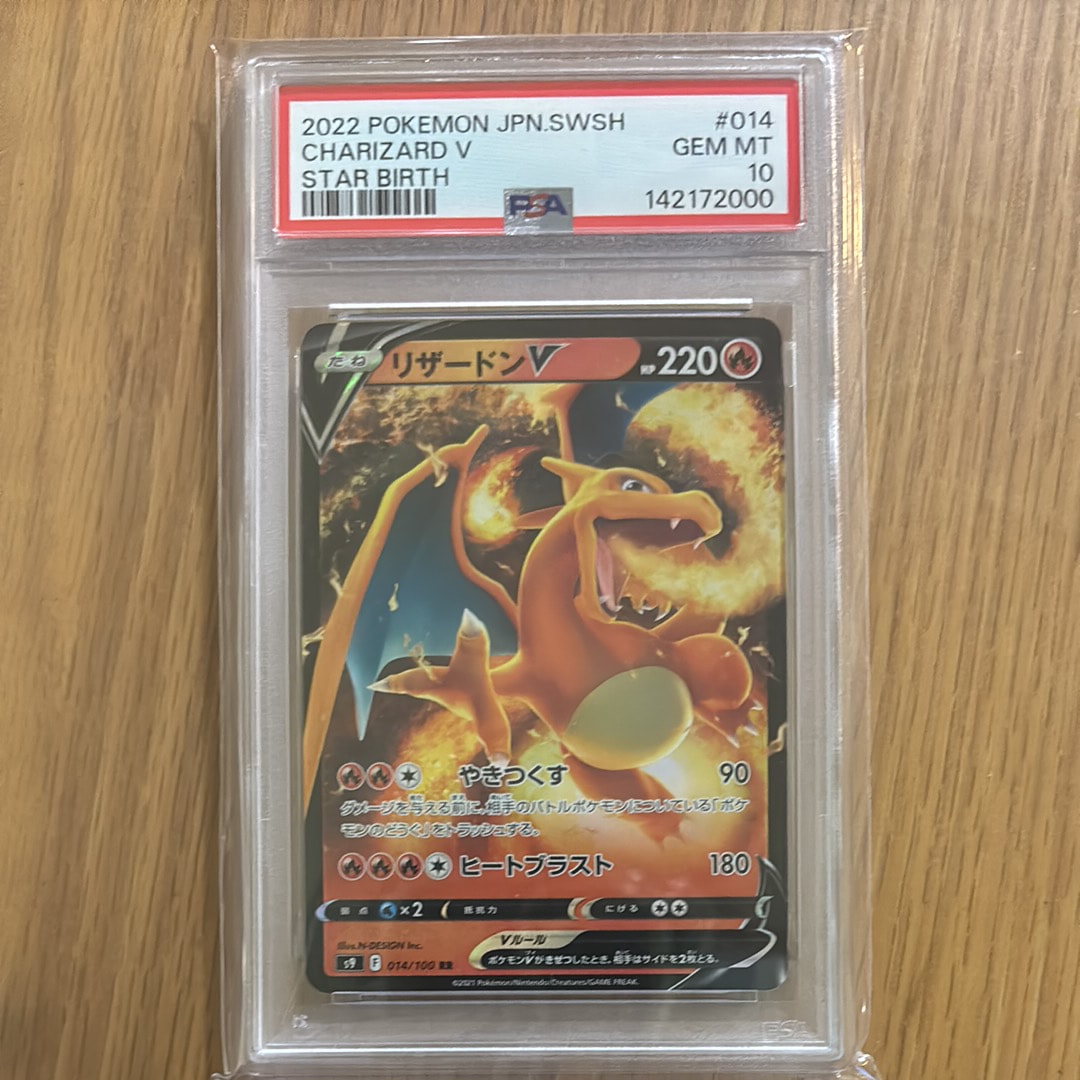 2022 POKEMON JPN.SWSH #014
CHARIZARD V GEM MT
STAR BIRTH 10
PSA 142172000
たね リザードンV HP 220
やきつくす 90
ダメージを与える前に、相手のバトルポケモンについている「ポケ
モンのどうぐ」をトラッシュする。
ヒートブラスト 180
弱点 ×2 抵抗力 にげる
Illus.N-DESIGN Inc.
Vルール
s9 F 014/100 RR
ポケモンVがきぜつしたとき、相手はサイドを2枚とる。
©2021 Pokémon/Nintendo/Creatures/GAME FREAK.